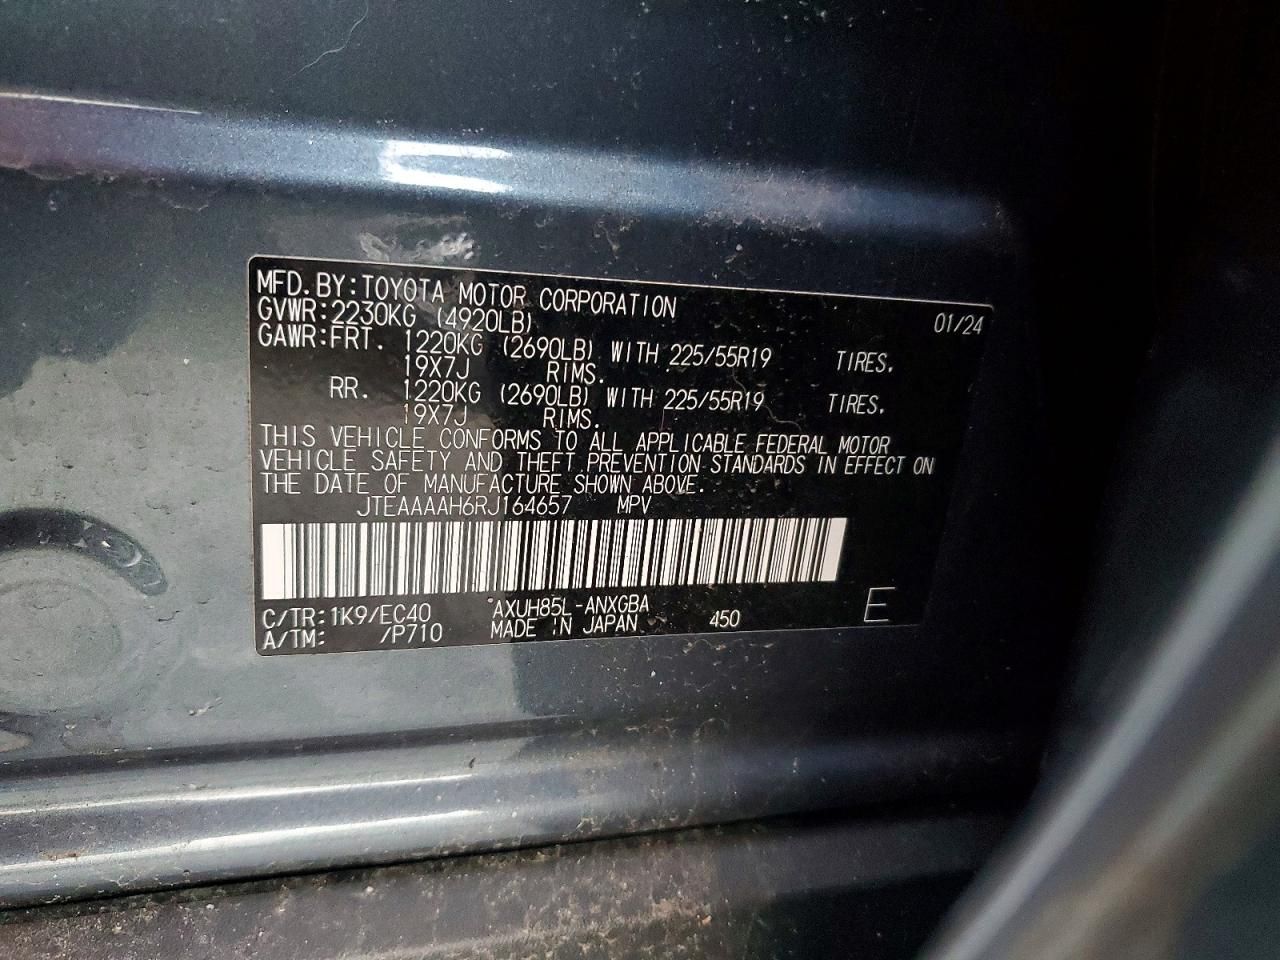 MFD.BY:TOYOTA MOTOR CORPORATION
GVWR:2230KG (4920LB) 01/24
GAWR:FRT. 1220KG (2690LB) WITH 225/55R19 TIRES.
19X7J RIMS.
RR. 1220KG (2690LB) WITH 225/55R19 TIRES.
19X7J RIMS.
THIS VEHICLE CONFORMS TO ALL APPLICABLE FEDERAL MOTOR
VEHICLE SAFETY AND THEFT PREVENTION STANDARDS IN EFFECT ON
THE DATE OF MANUFACTURE SHOWN ABOVE.
JTEAAAAH6RJ164657 MPV
C/TR:1K9/EC40 AXUH85L-ANXGBA
A/TM: /P710 MADE IN JAPAN 450 E